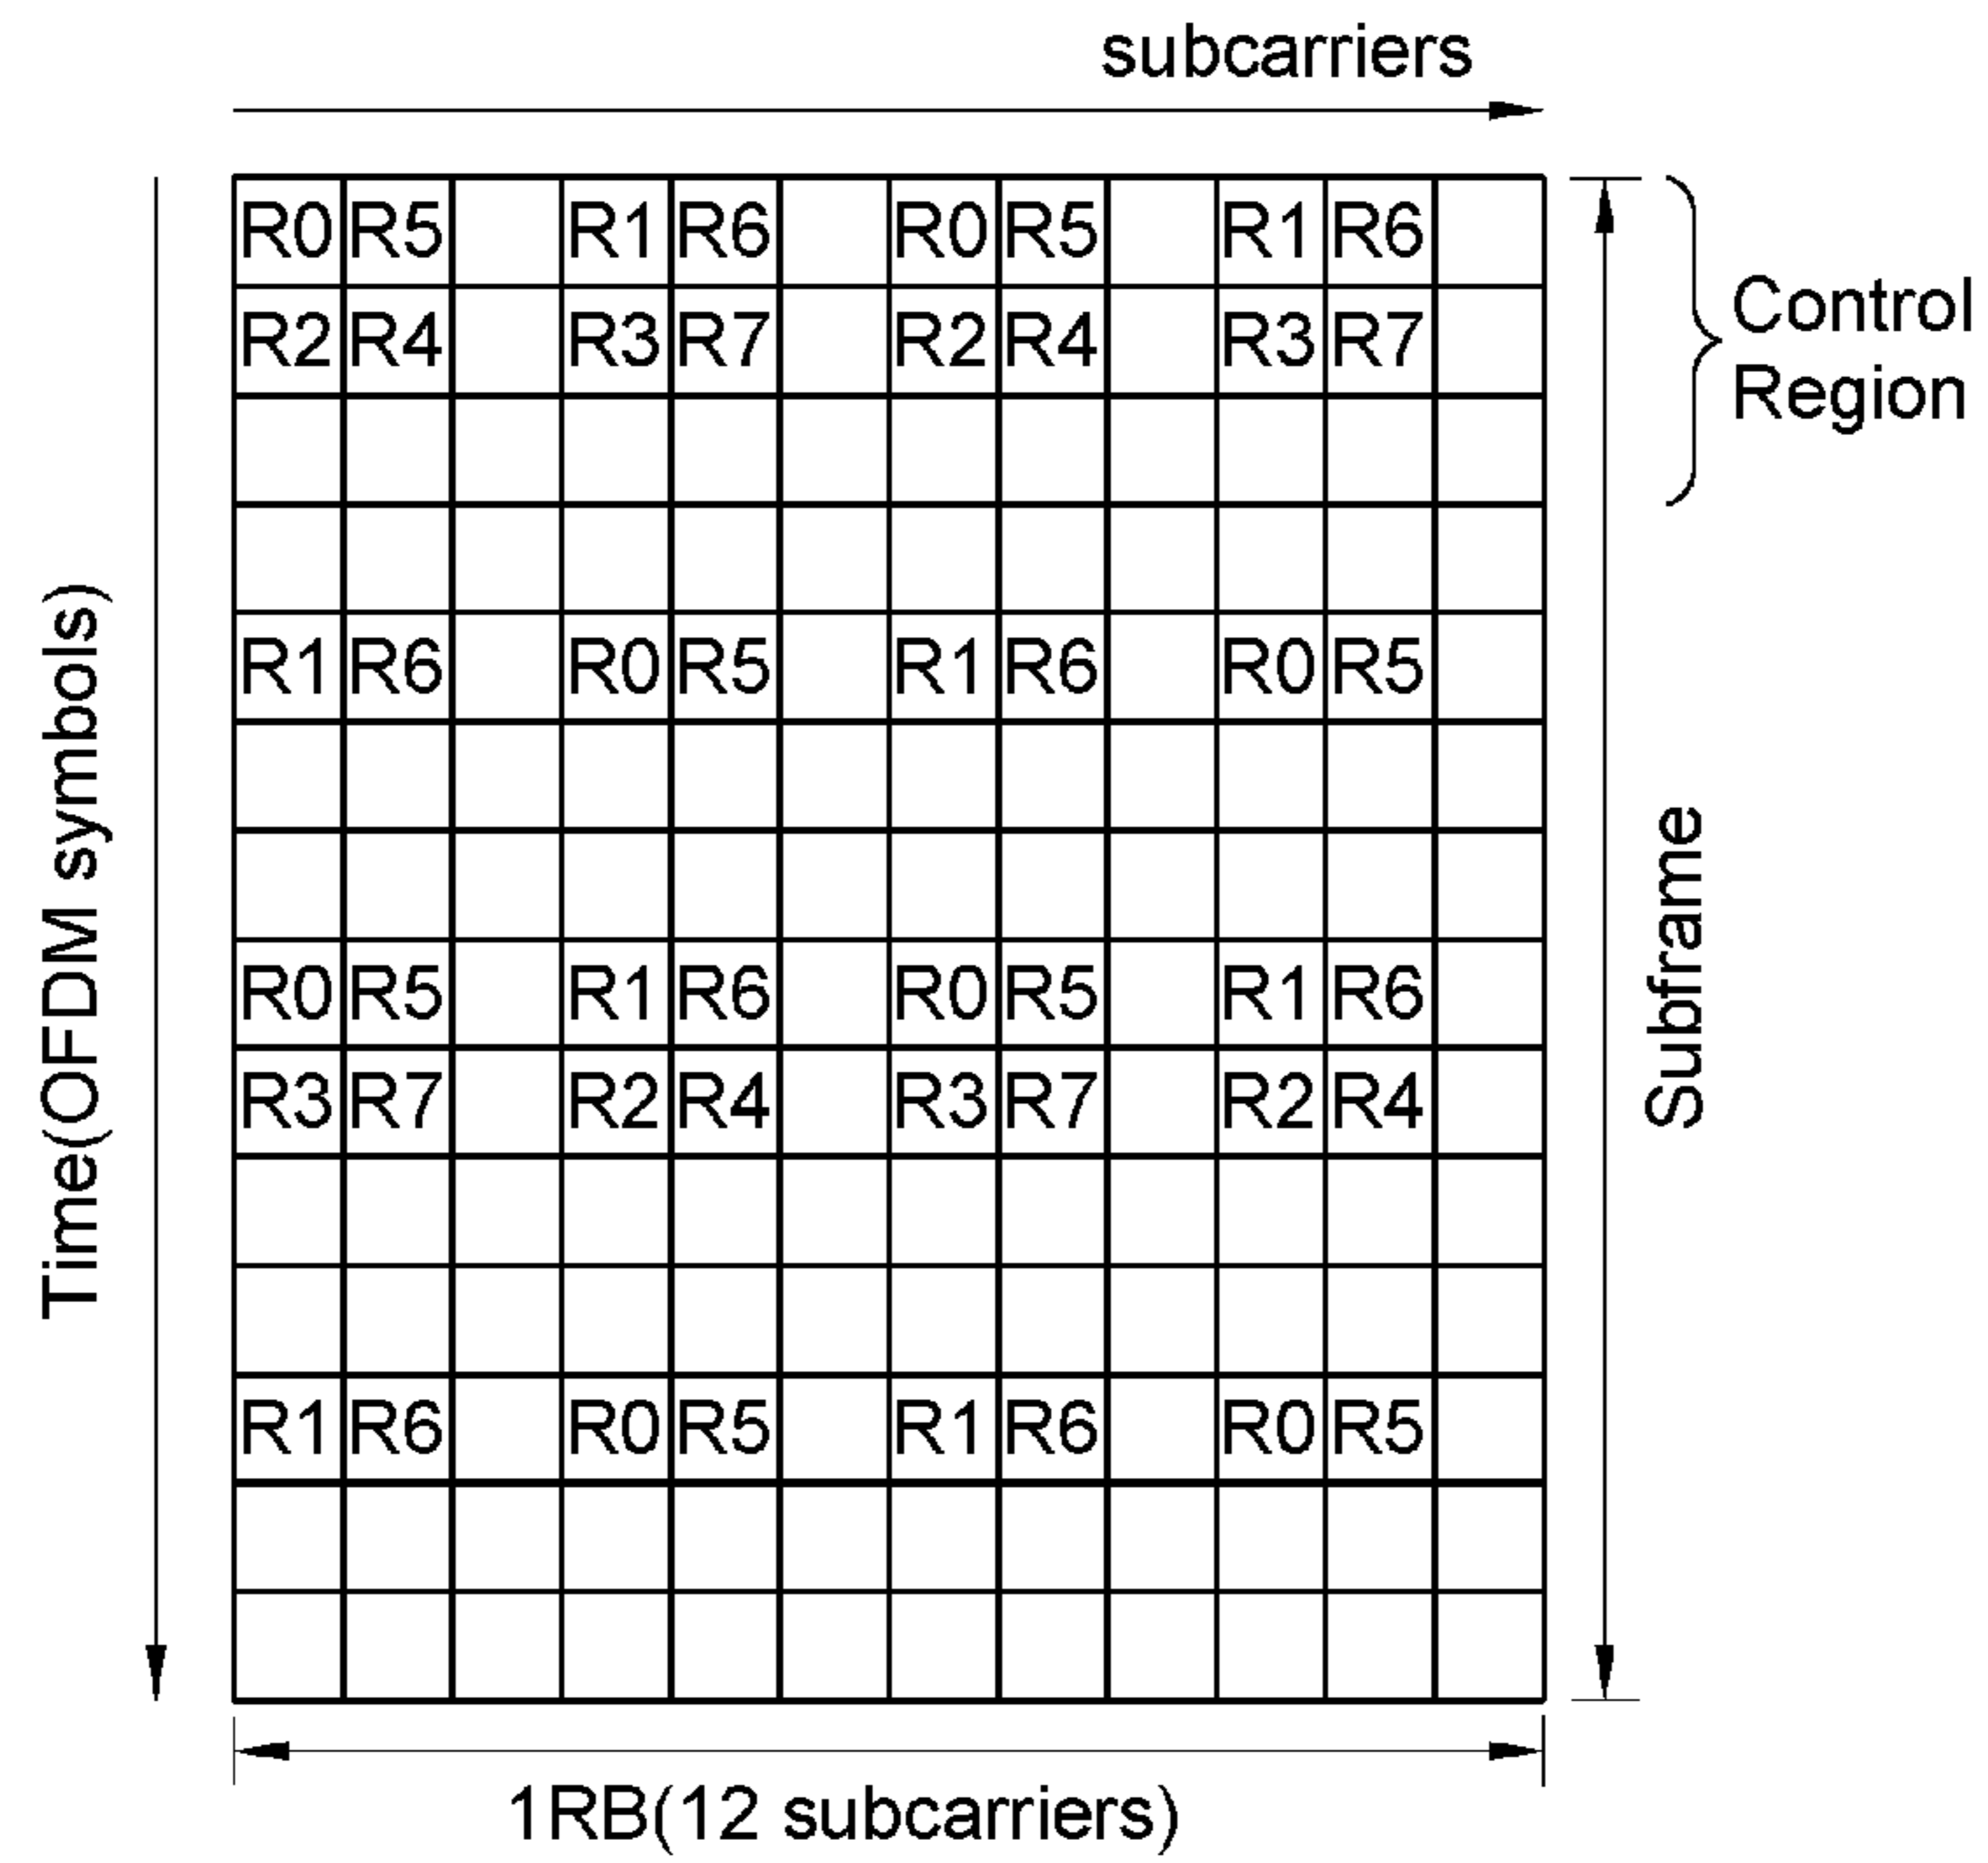 subcarriers
R0 R5 R1 R6 R0 R5 R1 R6
R2 R4 R3 R7 R2 R4 R3 R7
Control
Region
R1 R6 R0 R5 R1 R6 R0 R5
Time(OFDM symbols)
Subframe
R0 R5 R1 R6 R0 R5 R1 R6
R3 R7 R2 R4 R3 R7 R2 R4
R1 R6 R0 R5 R1 R6 R0 R5
1RB(12 subcarriers)